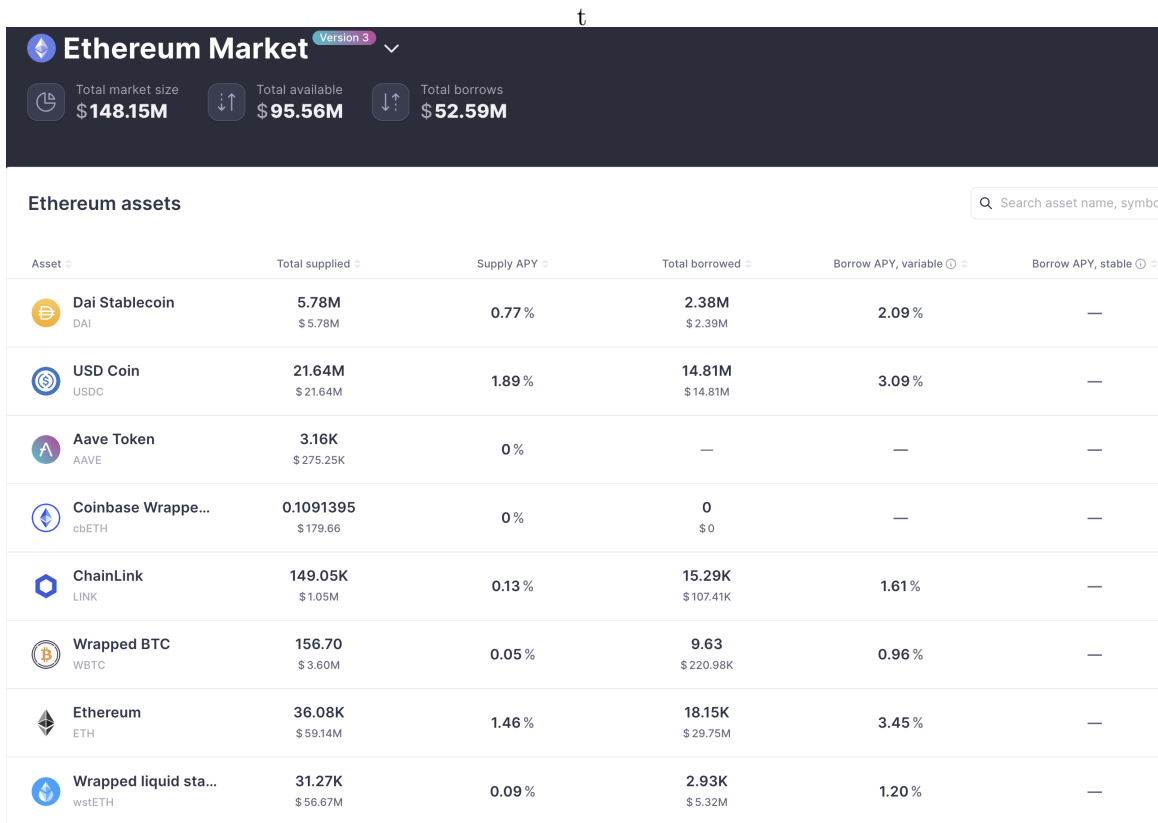 t
Ethereum Market Version 3
Total market size Total available Total borrows
$148.15M $95.56M $52.59M
Ethereum assets
Search asset name, symbo
Asset Total supplied Supply APY Total borrowed Borrow APY, variable Borrow APY, stable
Dai Stablecoin 5.78M 0.77% 2.38M 2.09% —
DAI $5.78M $2.39M
USD Coin 21.64M 1.89% 14.81M 3.09% —
USDC $21.64M $14.81M
Aave Token 3.16K 0% — — —
AAVE $275.25K
Coinbase Wrappe... 0.1091395 0% 0 — —
cbETH $179.66 $0
ChainLink 149.05K 0.13% 15.29K 1.61% —
LINK $1.05M $107.41K
Wrapped BTC 156.70 0.05% 9.63 0.96% —
WBTC $3.60M $220.98K
Ethereum 36.08K 1.46% 18.15K 3.45% —
ETH $59.14M $29.75M
Wrapped liquid sta... 31.27K 0.09% 2.93K 1.20% —
wstETH $56.67M $5.32M